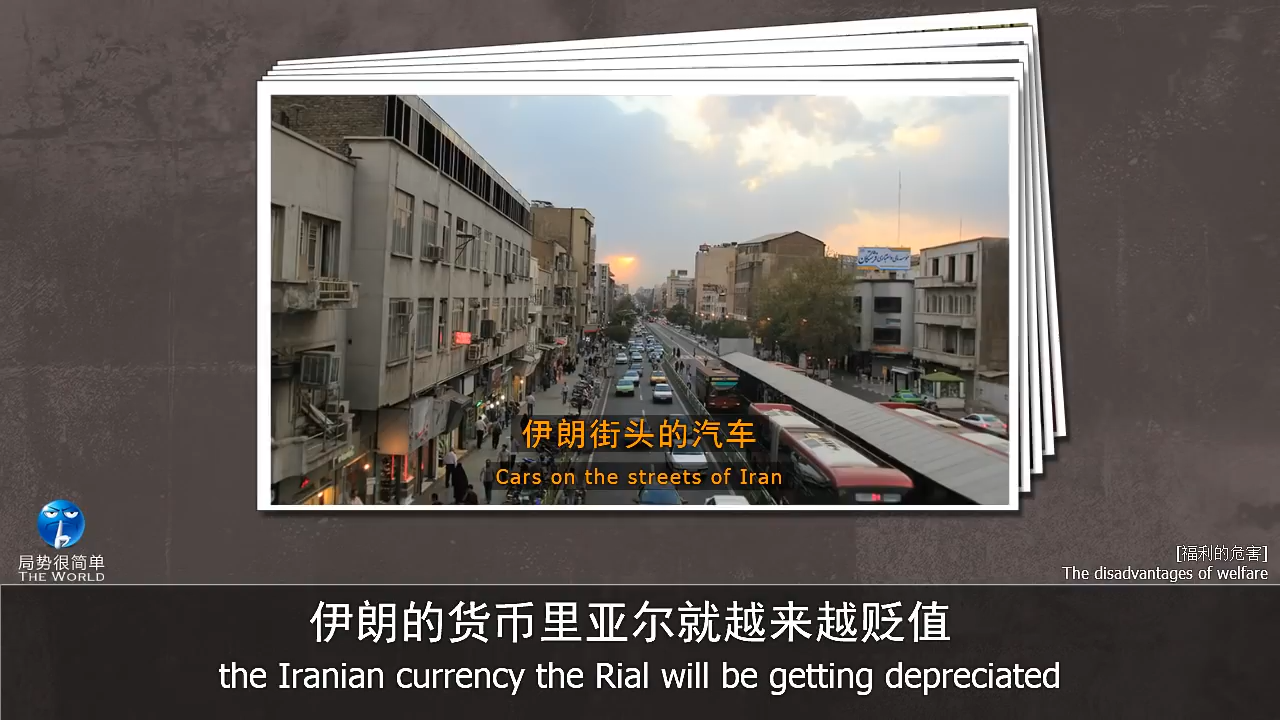 伊朗街头的汽车
Cars on the streets of Iran
局势很简单
THE WORLD
[福利的危害]
The disadvantages of welfare
伊朗的货币里亚尔就越来越贬值
the Iranian currency the Rial will be getting depreciated